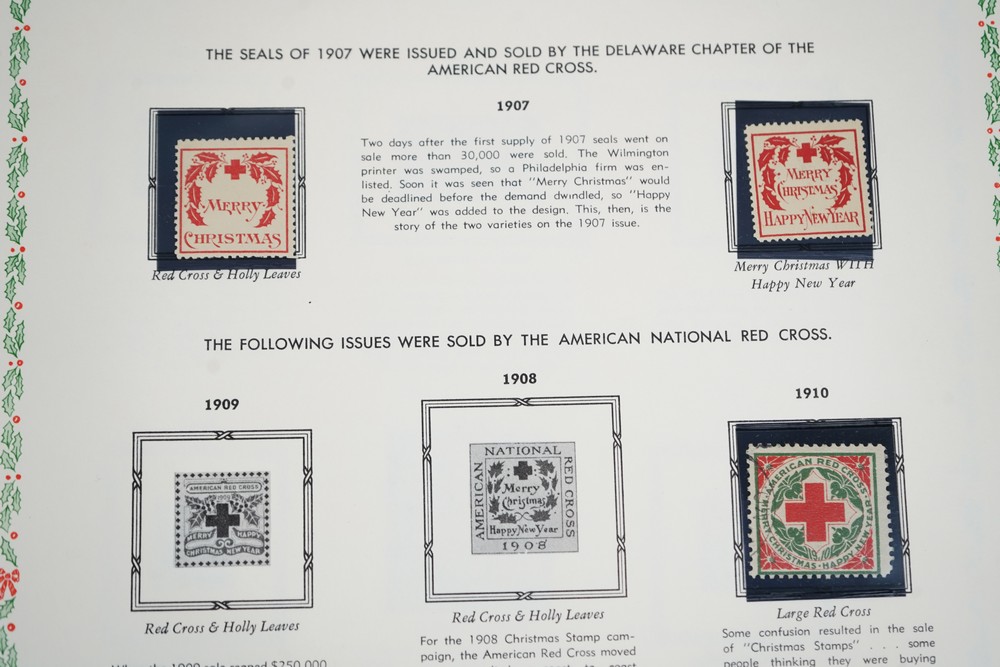 THE SEALS OF 1907 WERE ISSUED AND SOLD BY THE DELAWARE CHAPTER OF THE
AMERICAN RED CROSS.
1907
MERRY
CHRISTMAS
Red Cross & Holly Leaves
Two days after the first supply of 1907 seals went on
sale more than 30,000 were sold. The Wilmington
printer was swamped, so a Philadelphia firm was en-
listed. Soon it was seen that "Merry Christmas" would
be deadlined before the demand dwindled, so "Happy
New Year" was added to the design. This, then, is the
story of the two varieties on the 1907 issue.
MERRY
CHRISTMAS
HAPPY NEW YEAR
Merry Christmas WITH
Happy New Year
THE FOLLOWING ISSUES WERE SOLD BY THE AMERICAN NATIONAL RED CROSS.
1909
AMERICAN RED CROSS
1909
MERRY HAPPY
CHRISTMAS NEW YEAR
Red Cross & Holly Leaves
1908
NATIONAL
AMERICAN
RED CROSS
Merry
Christmas
Happy New Year
1908
Red Cross & Holly Leaves
For the 1908 Christmas Stamp cam-
paign, the American Red Cross moved
1910
AMERICAN RED CROSS
MERRY CHRISTMAS · HAPPY NEW YEAR
Large Red Cross
Some confusion resulted in the sale
of "Christmas Stamps" . . . some
people thinking they were buying